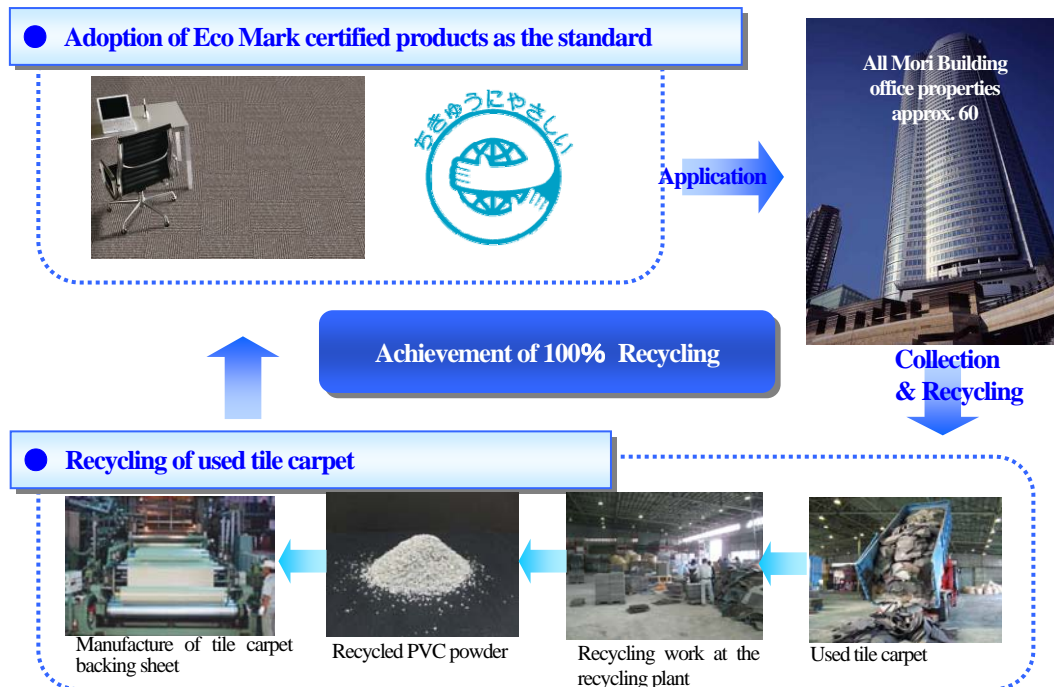 ● Adoption of Eco Mark certified products as the standard
ちきゅうにやさしい
Application
All Mori Building
office properties
approx. 60
Achievement of 100% Recycling
Collection
& Recycling
● Recycling of used tile carpet
Manufacture of tile carpet
backing sheet
Recycled PVC powder
Recycling work at the
recycling plant
Used tile carpet